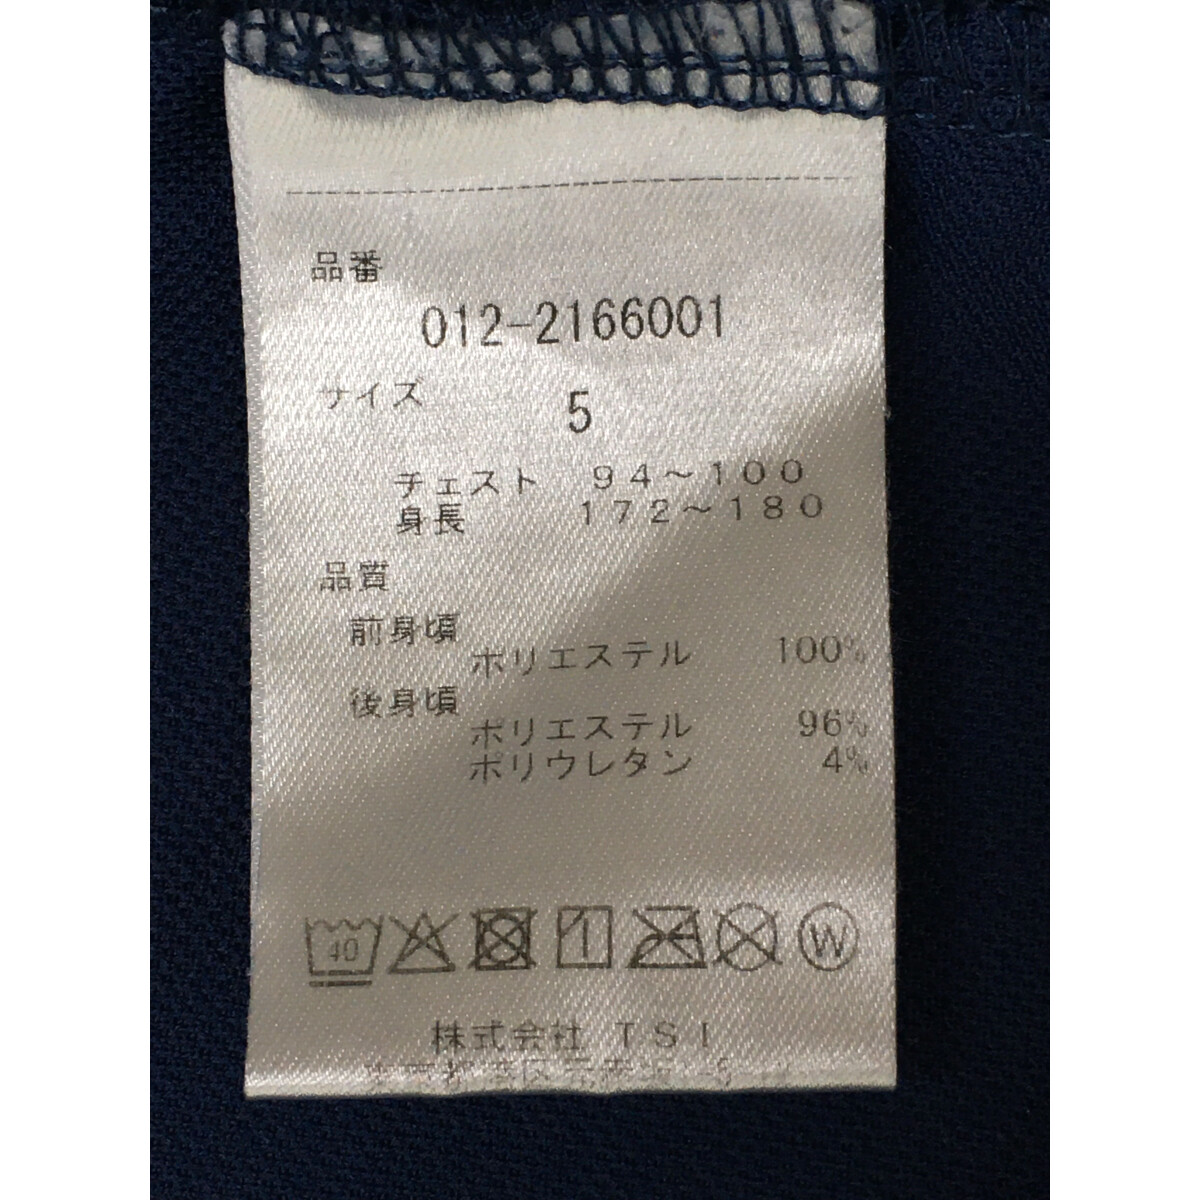 品番
012-2166001
サイズ 5
チェスト 94～100
身長 172～180
品質
前身頃
ポリエステル 100%
後身頃
ポリエステル 96%
ポリウレタン 4%
40 W
株式会社 TSI